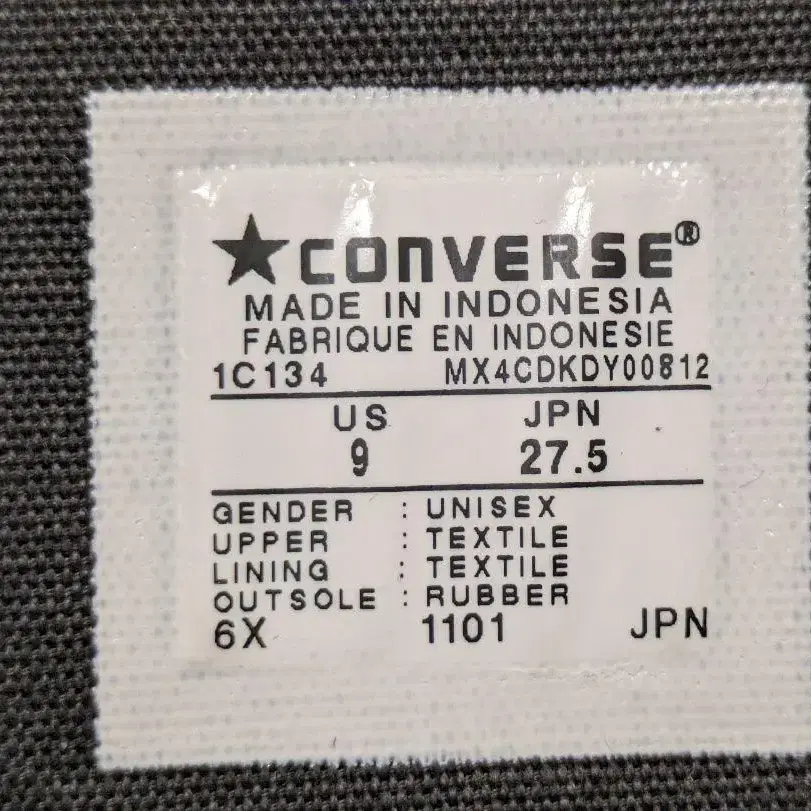 ★CONVERSE®
MADE IN INDONESIA
FABRIQUE EN INDONESIE
1C134 MX4CDKDY00812
US JPN
9 27.5
GENDER : UNISEX
UPPER : TEXTILE
LINING : TEXTILE
OUTSOLE : RUBBER
6X 1101 JPN